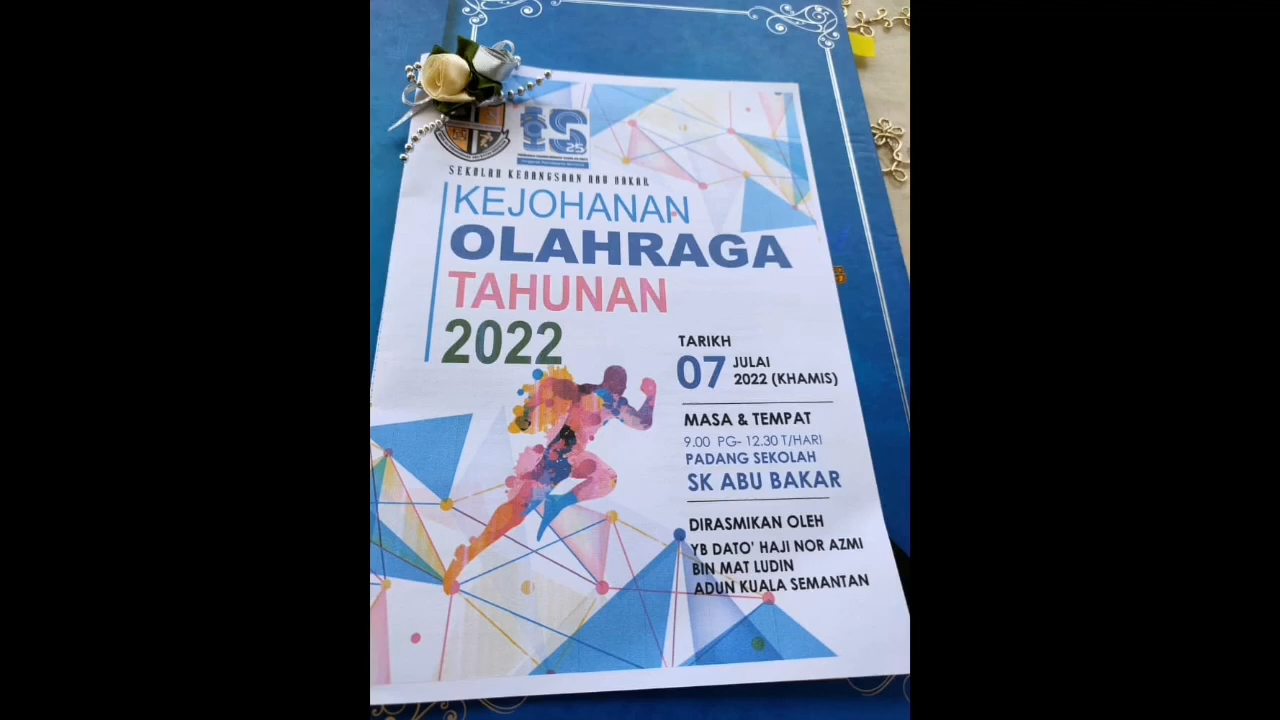 SEKOLAH KEBANGSAAN ABU BAKAR
KEJOHANAN
OLAHRAGA
TAHUNAN
2022
TARIKH
07 JULAI
2022 (KHAMIS)
MASA & TEMPAT
9.00 PG- 12.30 T/HARI
PADANG SEKOLAH
SK ABU BAKAR
DIRASMIKAN OLEH
YB DATO' HAJI NOR AZMI
BIN MAT LUDIN
ADUN KUALA SEMANTAN